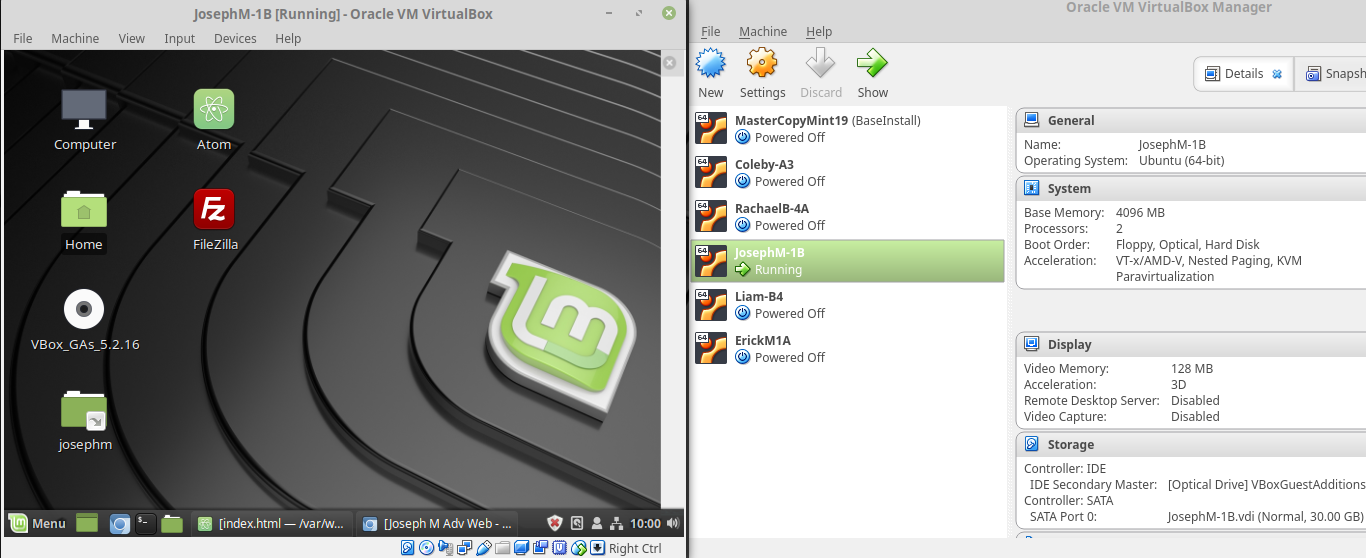 JosephM-1B [Running] - Oracle VM VirtualBox
File Machine View Input Devices Help
Computer
Atom
Home
FileZilla
VBox_GAs_5.2.16
josephm
Menu
[index.html — /var/w...
[Joseph M Adv Web - ...
10:00
Right Ctrl
Oracle VM VirtualBox Manager
File Machine Help
New Settings Discard Show
Details
Snapsh
64 MasterCopyMint19 (BaseInstall)
Powered Off
64 Coleby-A3
Powered Off
64 RachaelB-4A
Powered Off
64 JosephM-1B
Running
64 Liam-B4
Powered Off
64 ErickM1A
Powered Off
General
Name: JosephM-1B
Operating System: Ubuntu (64-bit)
System
Base Memory: 4096 MB
Processors: 2
Boot Order: Floppy, Optical, Hard Disk
Acceleration: VT-x/AMD-V, Nested Paging, KVM
Paravirtualization
Display
Video Memory: 128 MB
Acceleration: 3D
Remote Desktop Server: Disabled
Video Capture: Disabled
Storage
Controller: IDE
IDE Secondary Master: [Optical Drive] VBoxGuestAdditions
Controller: SATA
SATA Port 0: JosephM-1B.vdi (Normal, 30.00 GB)